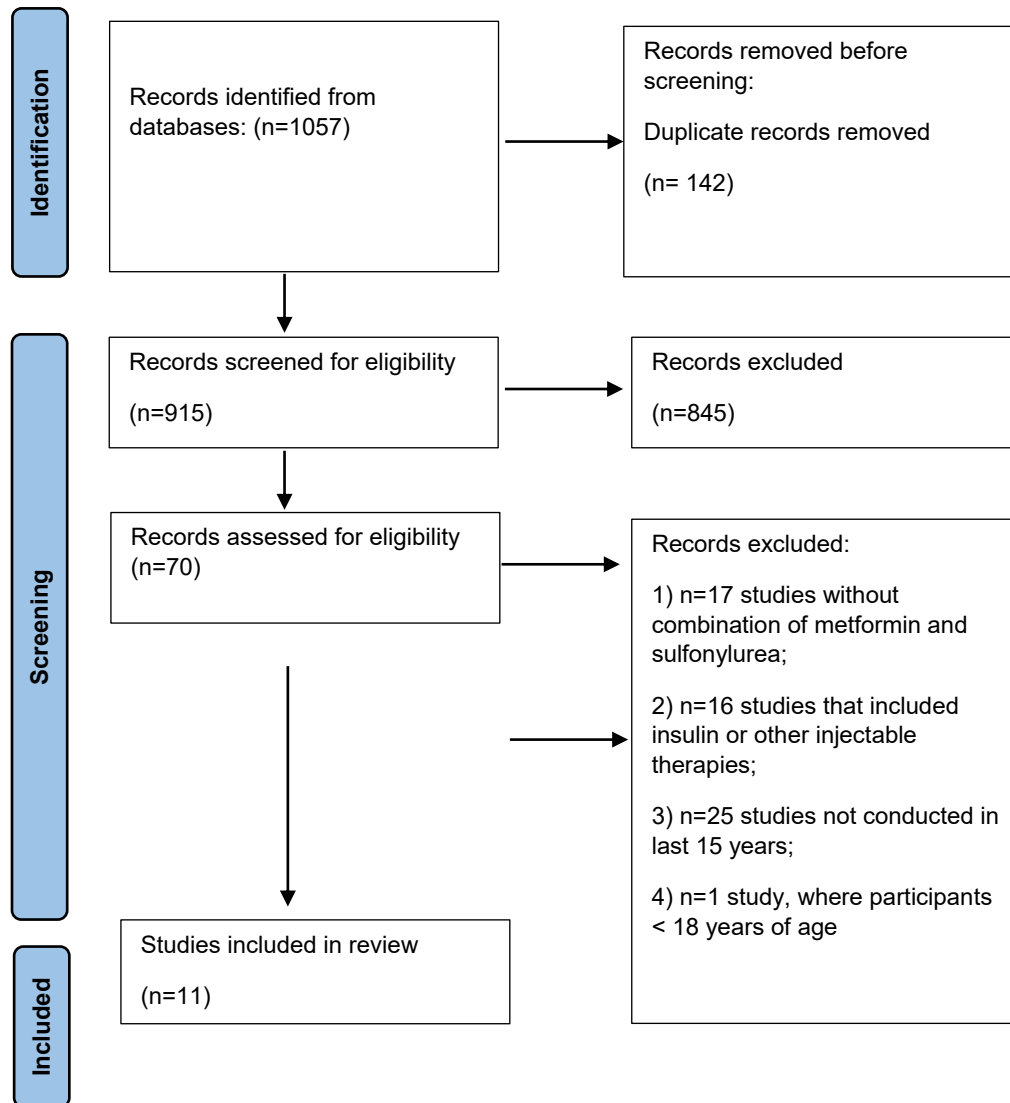 Identification
Records identified from
databases: (n=1057)
Records removed before
screening:
Duplicate records removed
(n= 142)
Screening
Records screened for eligibility
(n=915)
Records excluded
(n=845)
Records assessed for eligibility
(n=70)
Records excluded:
1) n=17 studies without
combination of metformin and
sulfonylurea;
2) n=16 studies that included
insulin or other injectable
therapies;
3) n=25 studies not conducted in
last 15 years;
4) n=1 study, where participants
< 18 years of age
Included
Studies included in review
(n=11)